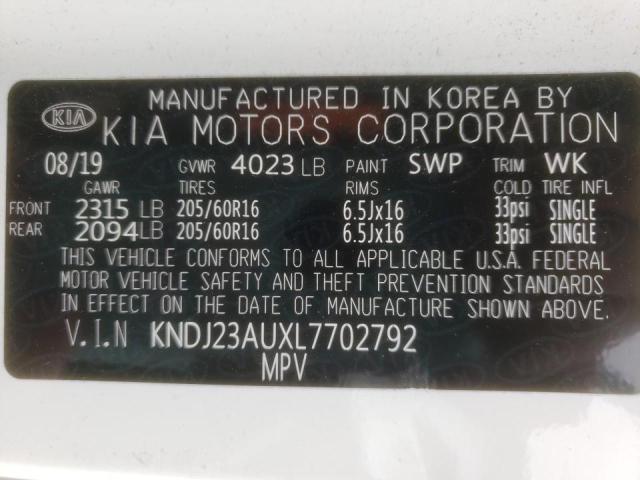 MANUFACTURED IN KOREA BY
KIA KIA MOTORS CORPORATION
08/19 GVWR 4023 LB PAINT SWP TRIM WK
GAWR TIRES RIMS COLD TIRE INFL
FRONT 2315 LB 205/60R16 6.5Jx16 33psi SINGLE
REAR 2094 LB 205/60R16 6.5Jx16 33psi SINGLE
THIS VEHICLE CONFORMS TO ALL APPLICABLE U.S.A. FEDERAL
MOTOR VEHICLE SAFETY AND THEFT PREVENTION STANDARDS
IN EFFECT ON THE DATE OF MANUFACTURE SHOWN ABOVE.
V.I.N KNDJ23AUXL7702792
MPV